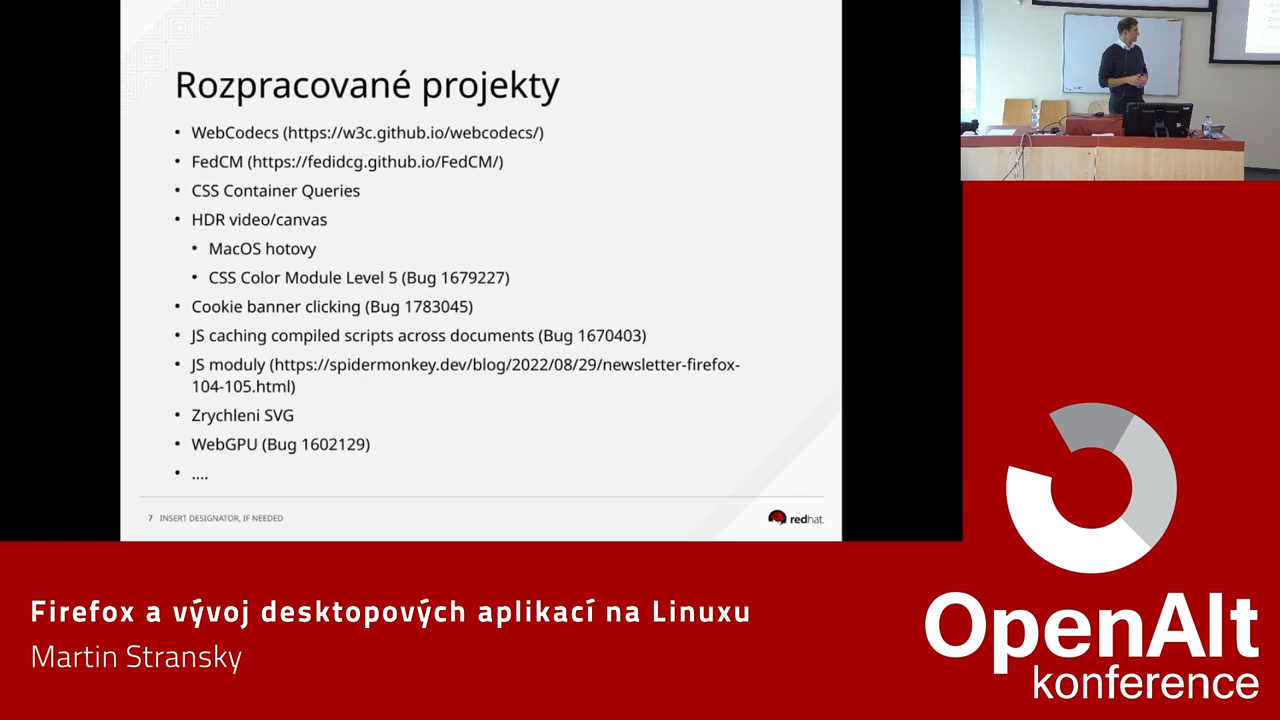 Rozpracované projekty
• WebCodecs (https://w3c.github.io/webcodecs/)
• FedCM (https://fedidcg.github.io/FedCM/)
• CSS Container Queries
• HDR video/canvas
• MacOS hotovy
• CSS Color Module Level 5 (Bug 1679227)
• Cookie banner clicking (Bug 1783045)
• JS caching compiled scripts across documents (Bug 1670403)
• JS moduly (https://spidermonkey.dev/blog/2022/08/29/newsletter-firefox-
104-105.html)
• Zrychleni SVG
• WebGPU (Bug 1602129)
• ....
7 INSERT DESIGNATOR, IF NEEDED
redhat.
Firefox a vývoj desktopových aplikací na Linuxu
Martin Stransky
OpenAlt
konference